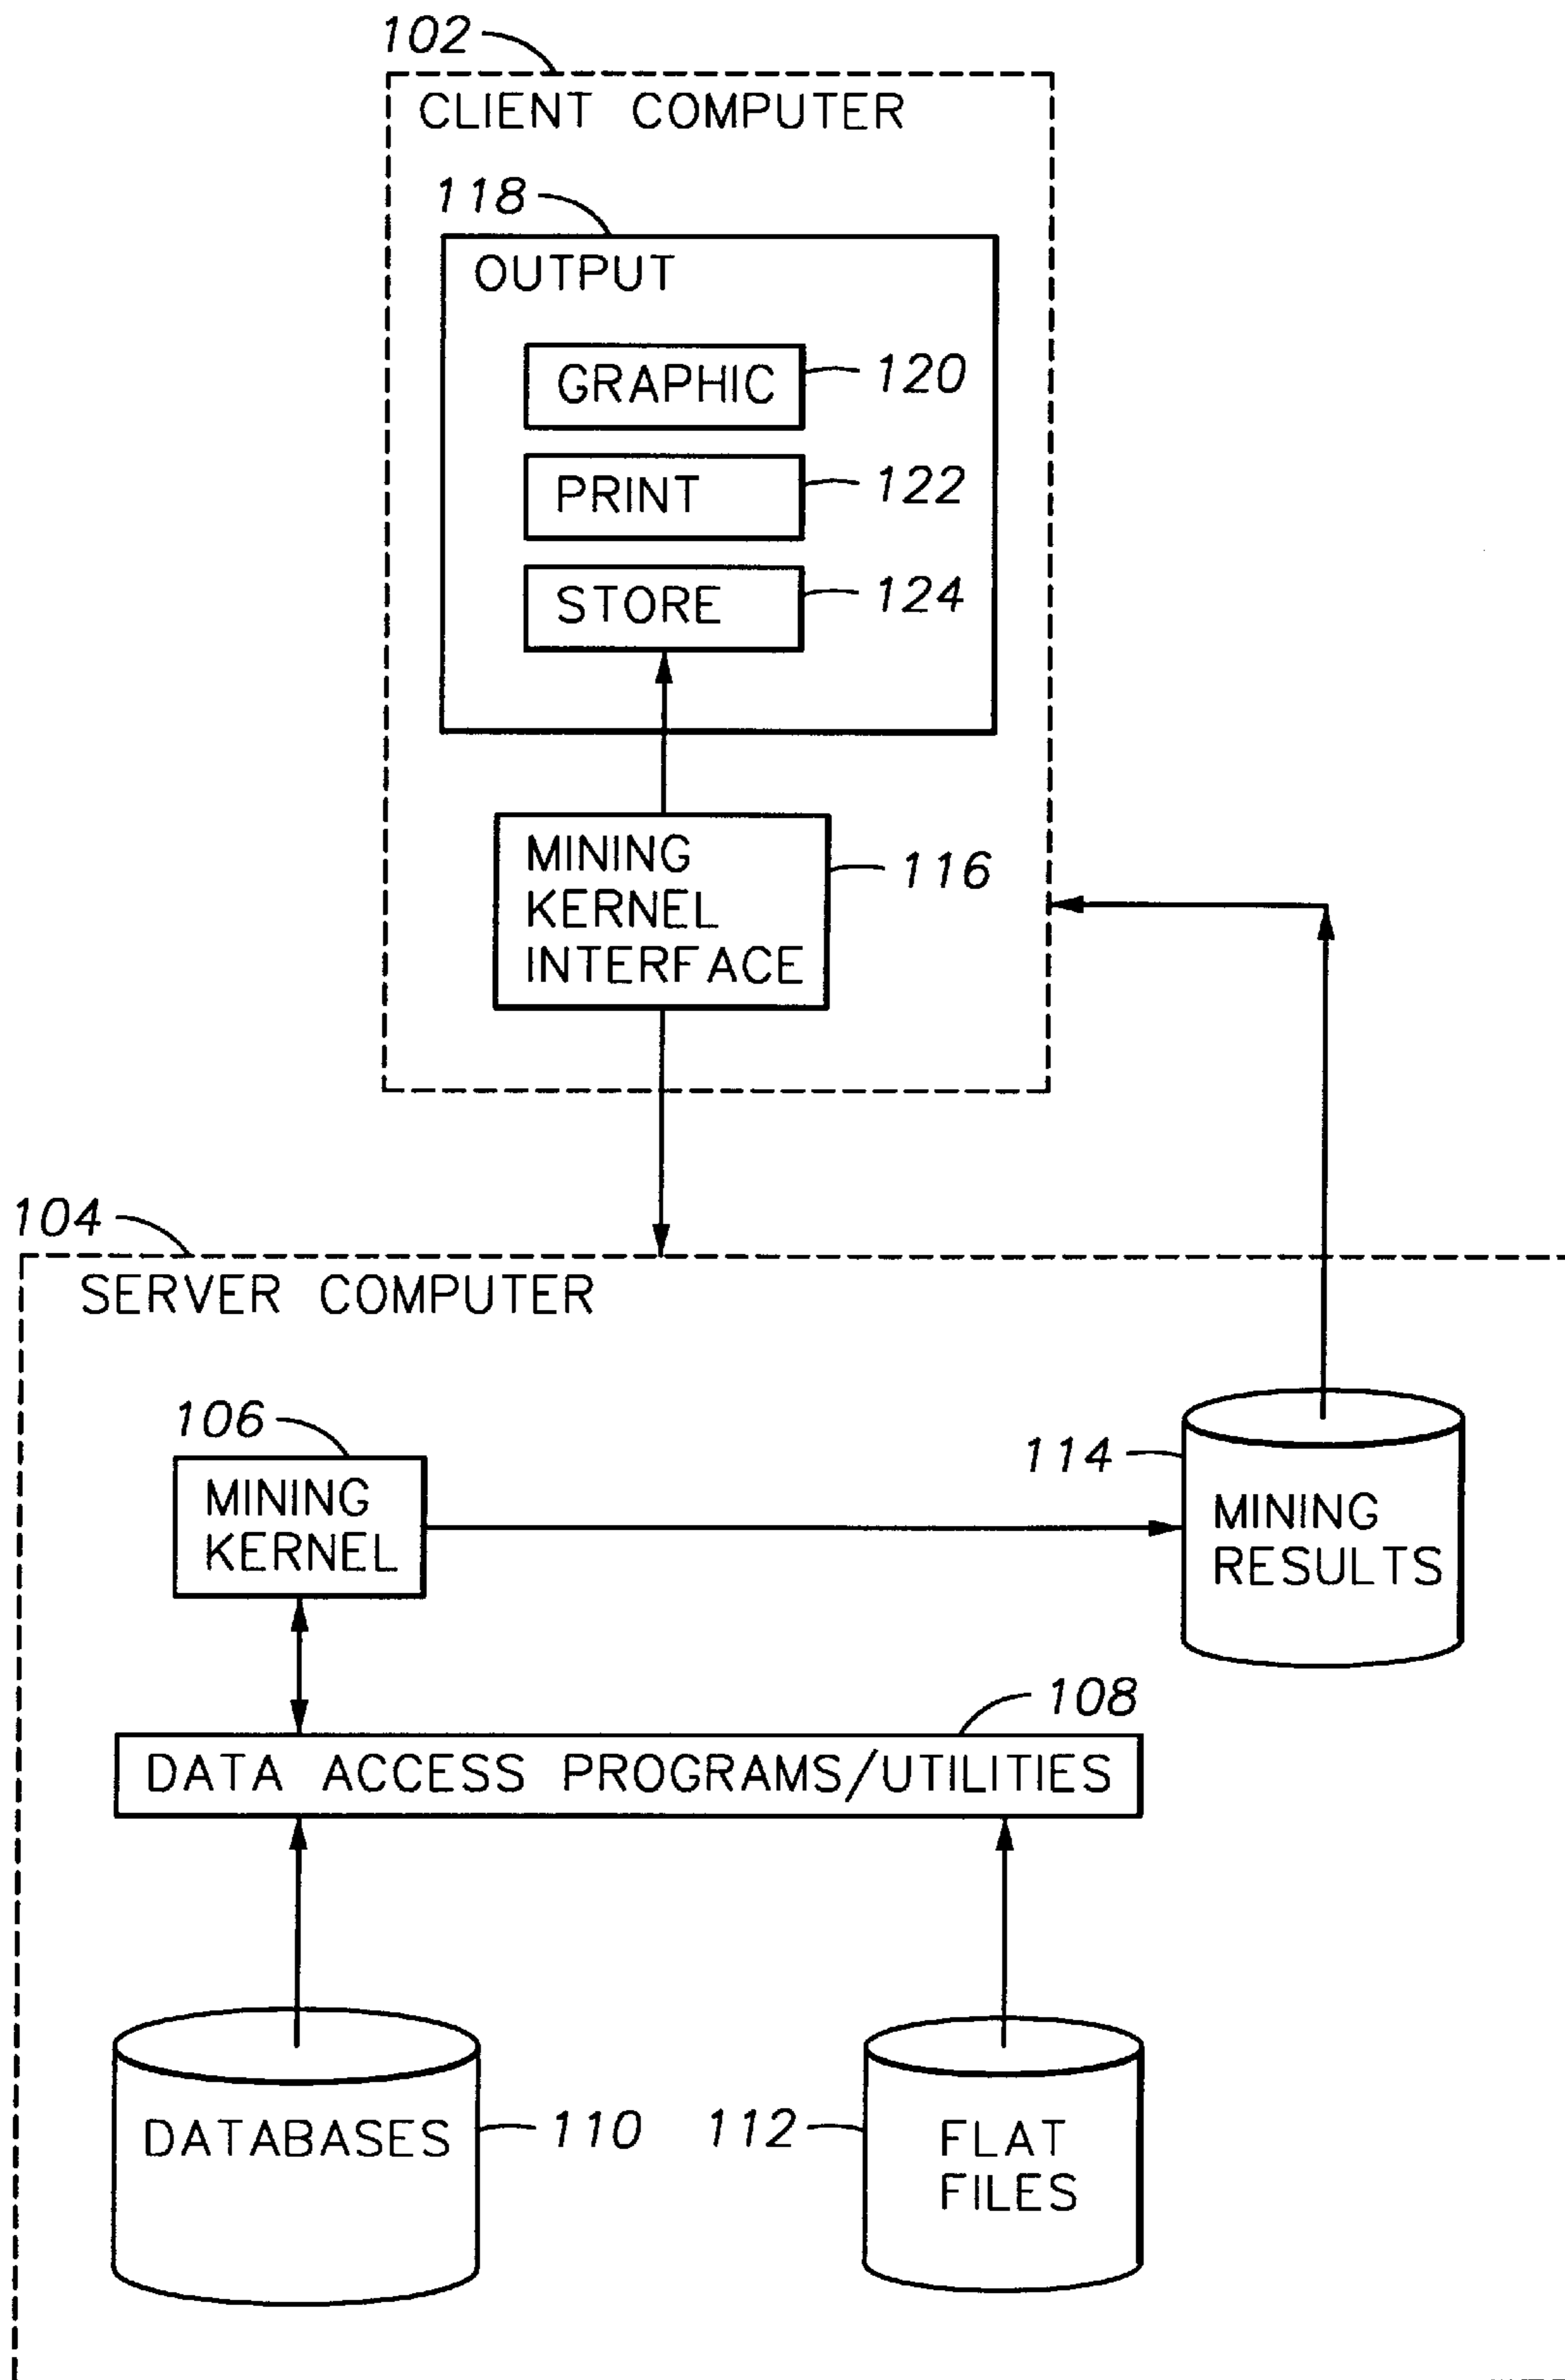 102
CLIENT COMPUTER
118
OUTPUT
GRAPHIC
120
PRINT
122
STORE
124
MINING
KERNEL
INTERFACE
116
104
SERVER COMPUTER
106
MINING
KERNEL
114
MINING
RESULTS
108
DATA ACCESS PROGRAMS/UTILITIES
DATABASES
110
112
FLAT
FILES